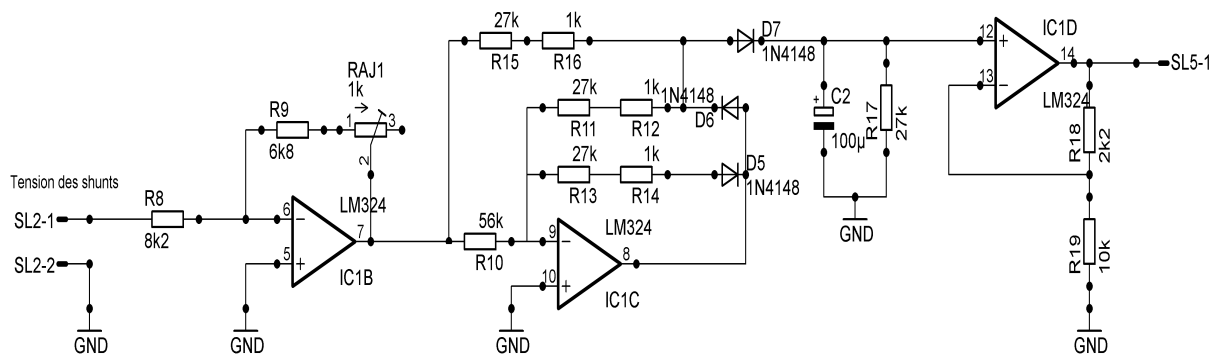 27k
1k
R15
R16
D7
1N4148
12
13
14
IC1D
LM324
SL5-1
RAJ1
1k
1
3
2
R9
6k8
27k
1k
R11
R12
1N4148
D6
27k
1k
R13
R14
D5
1N4148
+
C2
100µ
R17
27k
R18
2k2
Tension des shunts
SL2-1
R8
8k2
6
5
7
LM324
IC1B
56k
R10
9
10
8
LM324
IC1C
GND
R19
10k
SL2-2
GND
GND
GND
GND